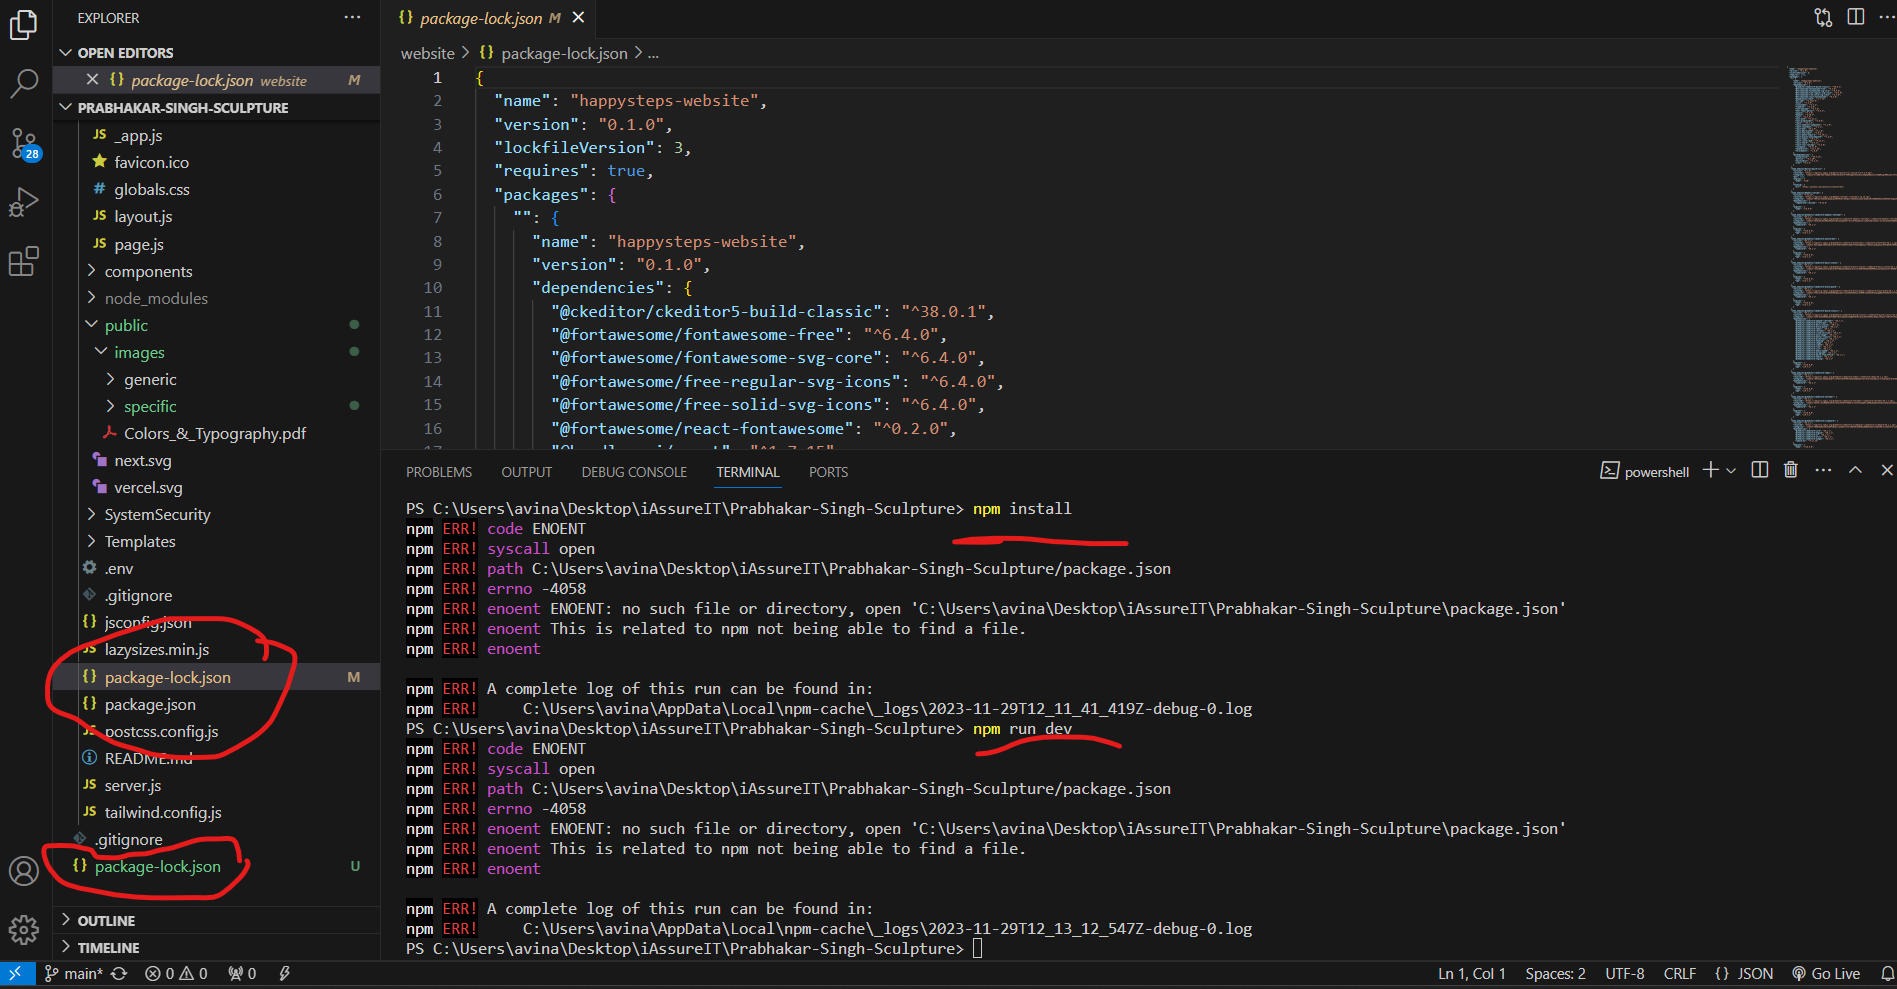 EXPLORER
OPEN EDITORS
package-lock.json website M
PRABHAKAR-SINGH-SCULPTURE
JS _app.js
favicon.ico
# globals.css
JS layout.js
JS page.js
components
node_modules
public
images
generic
specific
Colors_&_Typography.pdf
next.svg
vercel.svg
SystemSecurity
Templates
.env
.gitignore
{} jsconfig.json
JS lazysizes.min.js
{} package-lock.json M
{} package.json
JS postcss.config.js
README.md
JS server.js
JS tailwind.config.js
.gitignore
{} package-lock.json U
OUTLINE
TIMELINE
28
{} package-lock.json M
website > {} package-lock.json > ...
1 {
2 "name": "happysteps-website",
3 "version": "0.1.0",
4 "lockfileVersion": 3,
5 "requires": true,
6 "packages": {
7 "": {
8 "name": "happysteps-website",
9 "version": "0.1.0",
10 "dependencies": {
11 "@ckeditor/ckeditor5-build-classic": "^38.0.1",
12 "@fortawesome/fontawesome-free": "^6.4.0",
13 "@fortawesome/fontawesome-svg-core": "^6.4.0",
14 "@fortawesome/free-regular-svg-icons": "^6.4.0",
15 "@fortawesome/free-solid-svg-icons": "^6.4.0",
16 "@fortawesome/react-fontawesome": "^0.2.0",
PROBLEMS OUTPUT DEBUG CONSOLE TERMINAL PORTS
powershell
PS C:\Users\avina\Desktop\iAssureIT\Prabhakar-Singh-Sculpture> npm install
npm ERR! code ENOENT
npm ERR! syscall open
npm ERR! path C:\Users\avina\Desktop\iAssureIT\Prabhakar-Singh-Sculpture/package.json
npm ERR! errno -4058
npm ERR! enoent ENOENT: no such file or directory, open 'C:\Users\avina\Desktop\iAssureIT\Prabhakar-Singh-Sculpture\package.json'
npm ERR! enoent This is related to npm not being able to find a file.
npm ERR! enoent
npm ERR! A complete log of this run can be found in:
npm ERR! C:\Users\avina\AppData\Local\npm-cache\_logs\2023-11-29T12_11_41_419Z-debug-0.log
PS C:\Users\avina\Desktop\iAssureIT\Prabhakar-Singh-Sculpture> npm run dev
npm ERR! code ENOENT
npm ERR! syscall open
npm ERR! path C:\Users\avina\Desktop\iAssureIT\Prabhakar-Singh-Sculpture/package.json
npm ERR! errno -4058
npm ERR! enoent ENOENT: no such file or directory, open 'C:\Users\avina\Desktop\iAssureIT\Prabhakar-Singh-Sculpture\package.json'
npm ERR! enoent This is related to npm not being able to find a file.
npm ERR! enoent
npm ERR! A complete log of this run can be found in:
npm ERR! C:\Users\avina\AppData\Local\npm-cache\_logs\2023-11-29T12_13_12_547Z-debug-0.log
PS C:\Users\avina\Desktop\iAssureIT\Prabhakar-Singh-Sculpture>
main* 0 0 0
Ln 1, Col 1 Spaces: 2 UTF-8 CRLF {} JSON Go Live